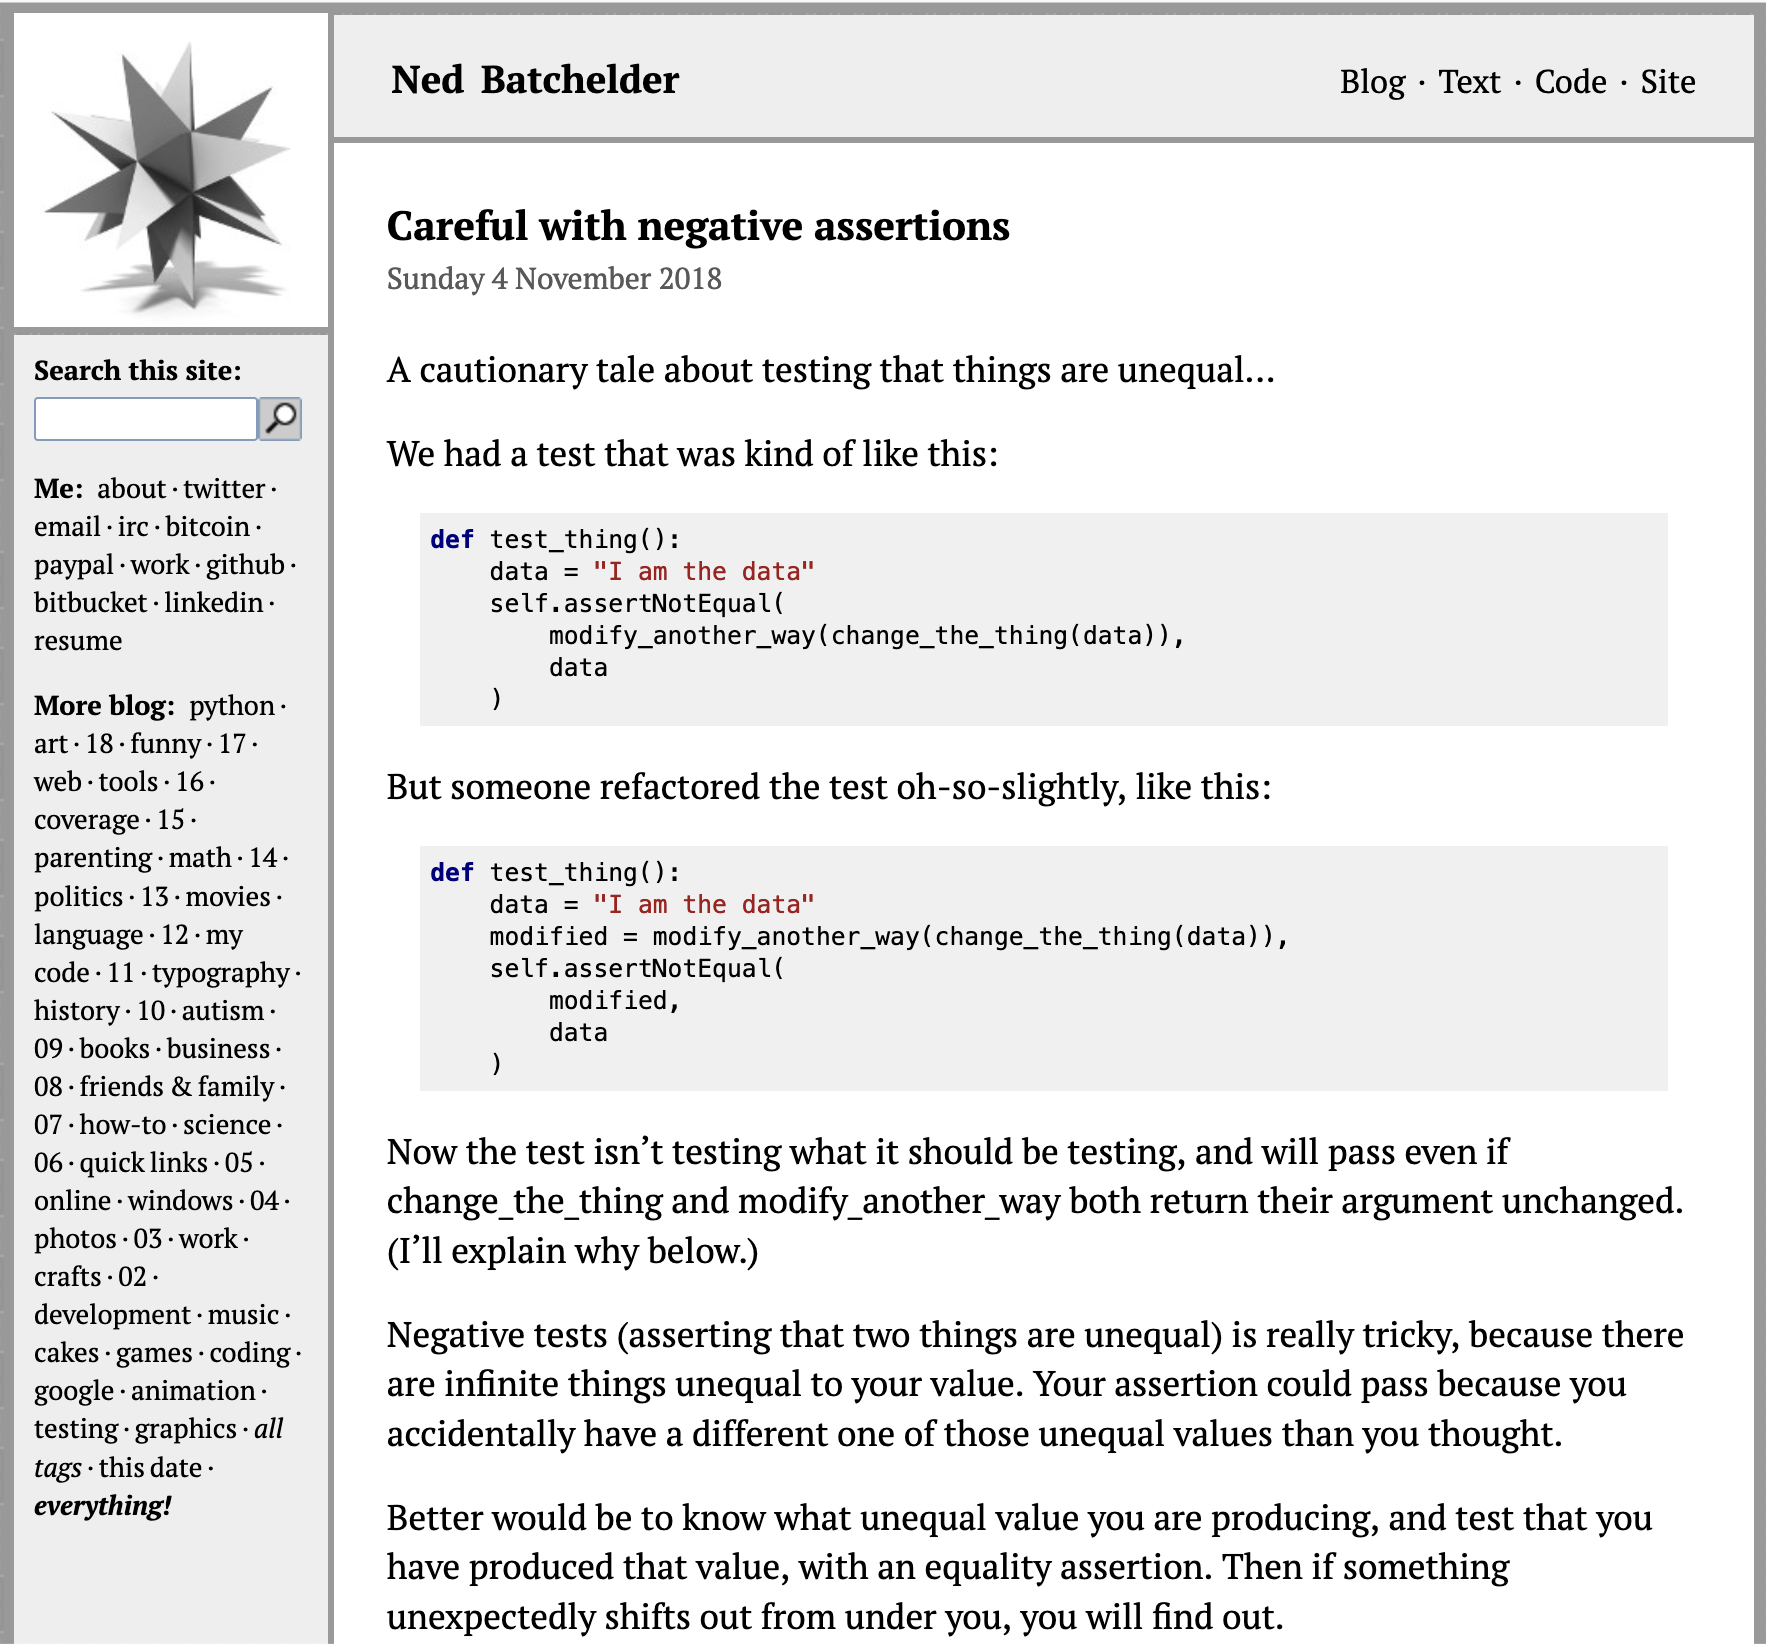 Ned Batchelder
Blog · Text · Code · Site
Search this site:
Me: about · twitter ·
email · irc · bitcoin ·
paypal · work · github ·
bitbucket · linkedin ·
resume
More blog: python ·
art · 18 · funny · 17 ·
web · tools · 16 ·
coverage · 15 ·
parenting · math · 14 ·
politics · 13 · movies ·
language · 12 · my
code · 11 · typography ·
history · 10 · autism ·
09 · books · business ·
08 · friends & family ·
07 · how-to · science ·
06 · quick links · 05 ·
online · windows · 04 ·
photos · 03 · work ·
crafts · 02 ·
development · music ·
cakes · games · coding ·
google · animation ·
testing · graphics · all
tags · this date ·
everything!
Careful with negative assertions
Sunday 4 November 2018
A cautionary tale about testing that things are unequal…
We had a test that was kind of like this:
def test_thing():
    data = "I am the data"
    self.assertNotEqual(
        modify_another_way(change_the_thing(data)),
        data
    )
But someone refactored the test oh-so-slightly, like this:
def test_thing():
    data = "I am the data"
    modified = modify_another_way(change_the_thing(data)),
    self.assertNotEqual(
        modified,
        data
    )
Now the test isn’t testing what it should be testing, and will pass even if
change_the_thing and modify_another_way both return their argument unchanged.
(I’ll explain why below.)
Negative tests (asserting that two things are unequal) is really tricky, because there
are infinite things unequal to your value. Your assertion could pass because you
accidentally have a different one of those unequal values than you thought.
Better would be to know what unequal value you are producing, and test that you
have produced that value, with an equality assertion. Then if something
unexpectedly shifts out from under you, you will find out.